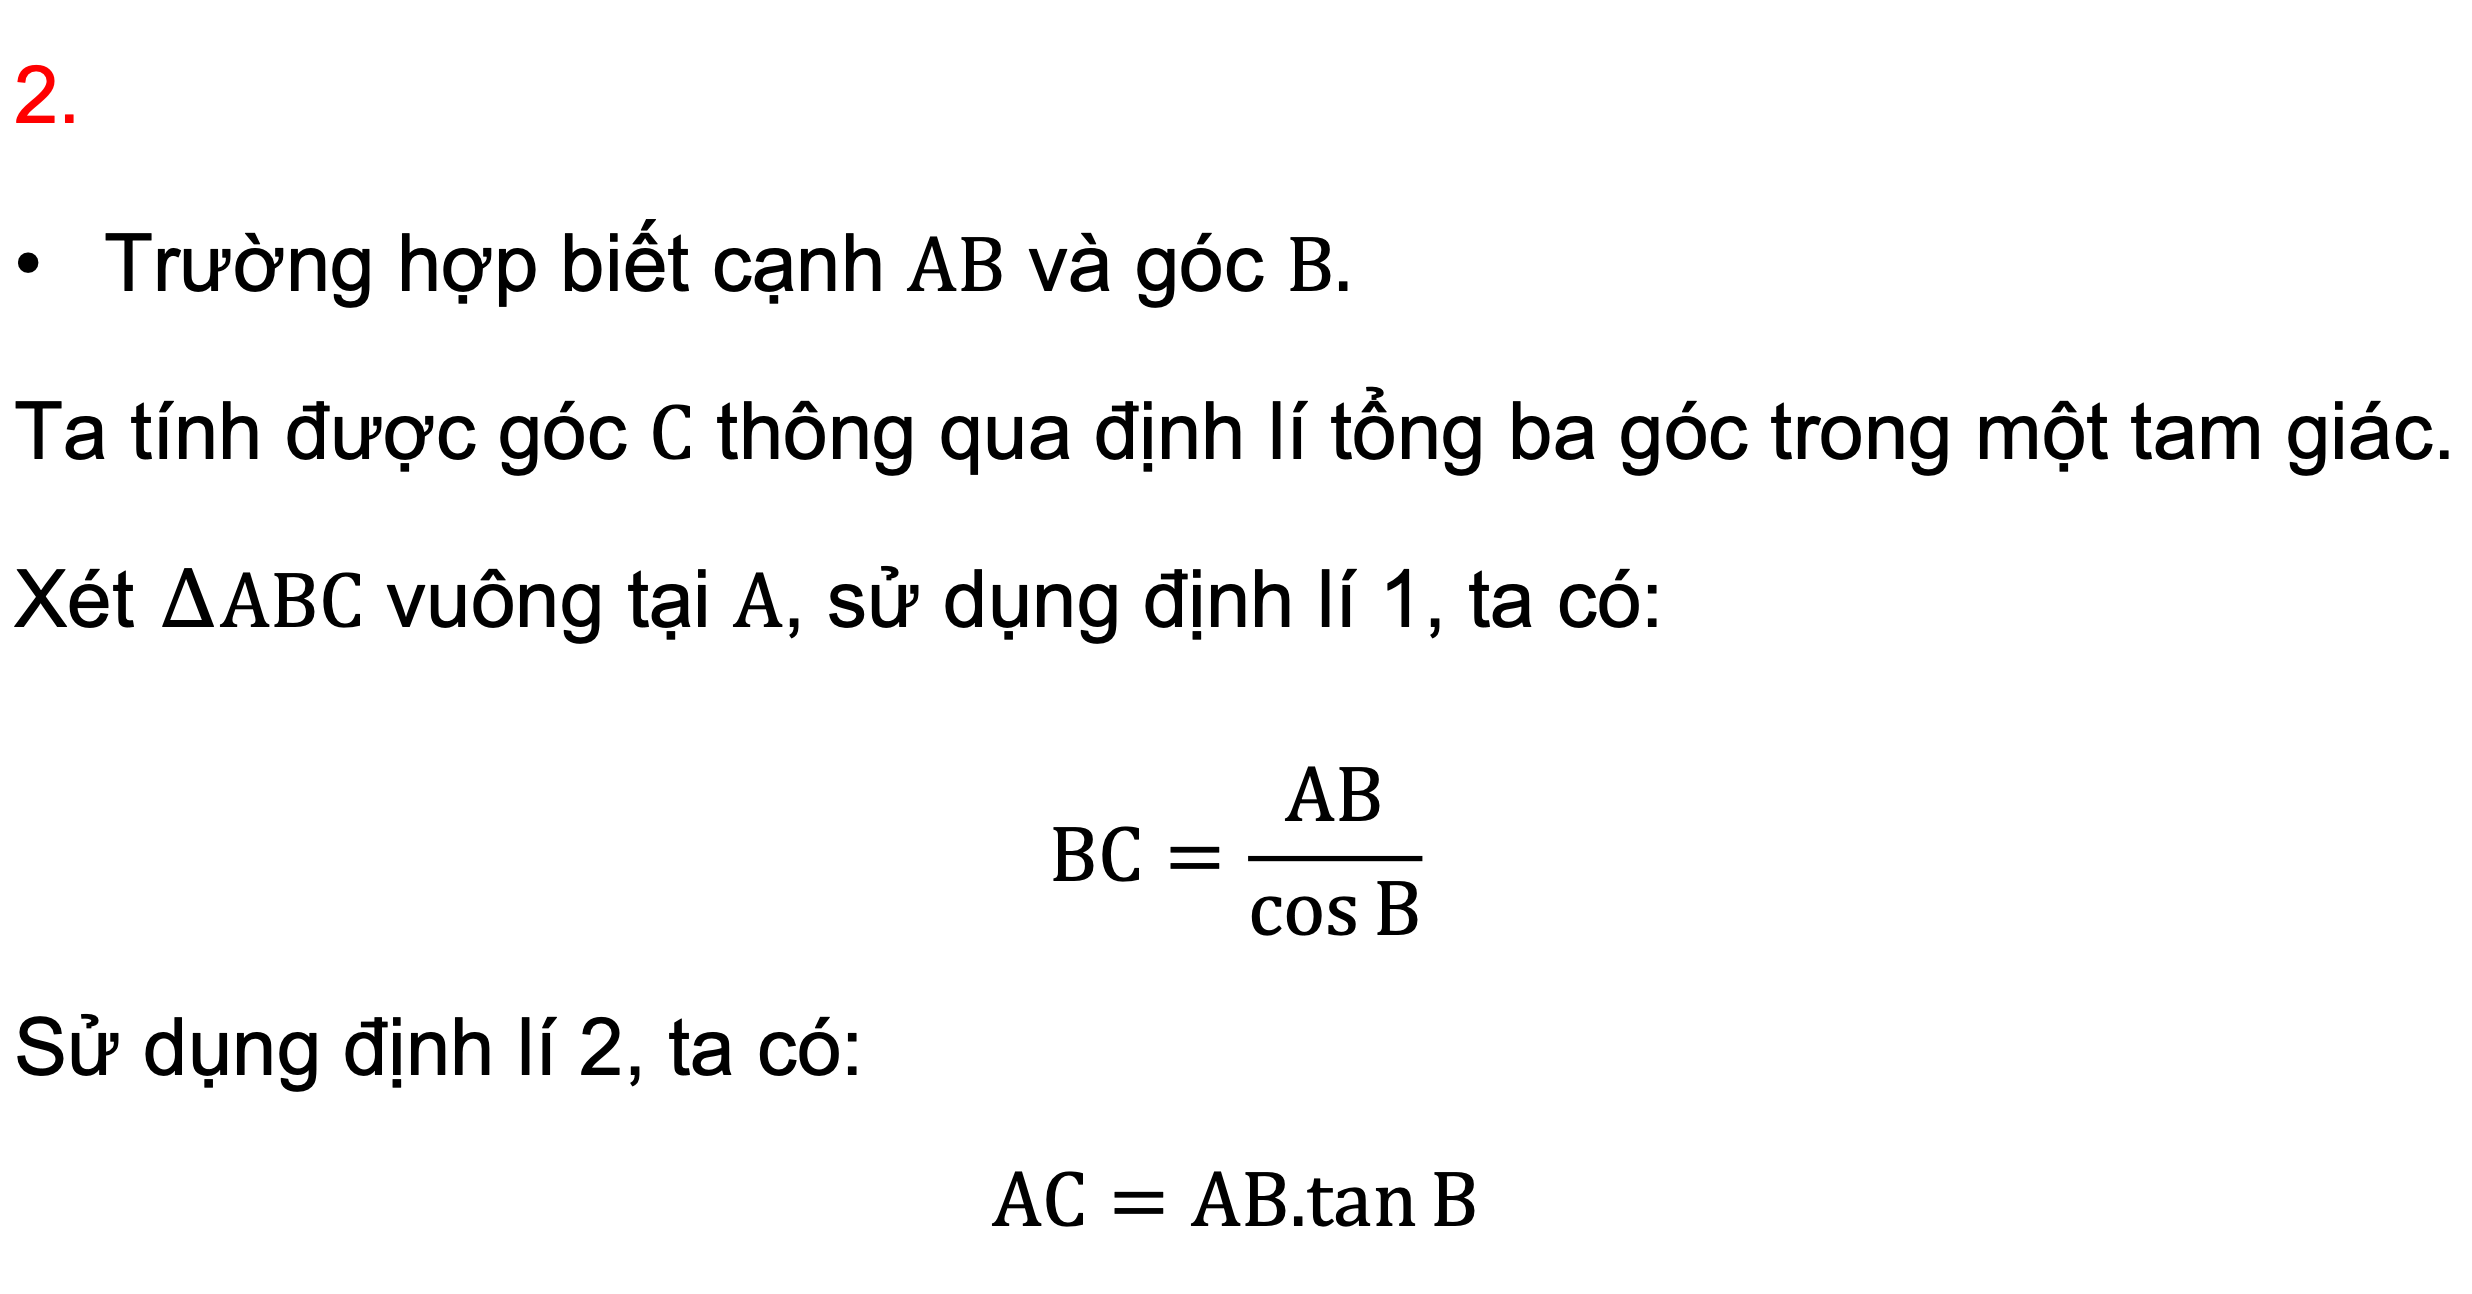 2.
• Trường hợp biết cạnh AB và góc B.
Ta tính được góc C thông qua định lí tổng ba góc trong một tam giác.
Xét ΔABC vuông tại A, sử dụng định lí 1, ta có:
BC = AB / cos B
Sử dụng định lí 2, ta có:
AC = AB.tan B